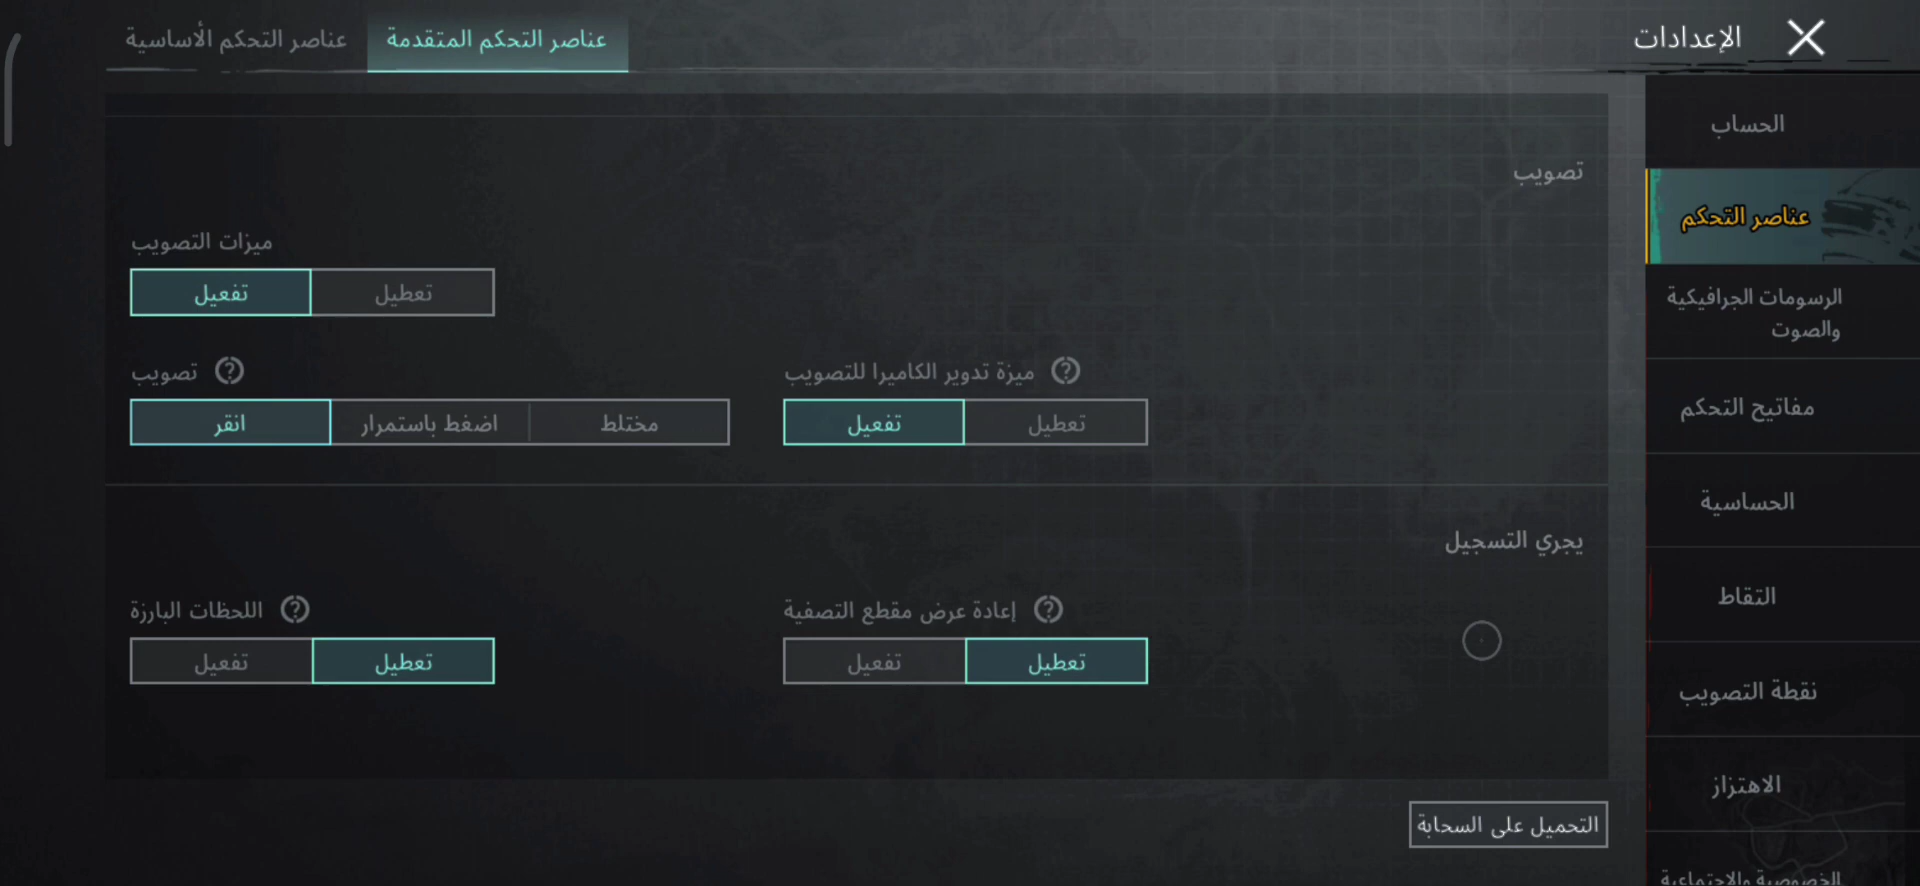 الإعدادات
عناصر التحكم الأساسية
عناصر التحكم المتقدمة
الحساب
عناصر التحكم
الرسومات الجرافيكية
والصوت
مفاتيح التحكم
الحساسية
التقاط
نقطة التصويب
الاهتزاز
الخصوصية والاجتماعية
تصويب
ميزات التصويب
تفعيل
تعطيل
تصويب
انقر
اضغط باستمرار
مختلط
ميزة تدوير الكاميرا للتصويب
تفعيل
تعطيل
يجري التسجيل
اللحظات البارزة
تفعيل
تعطيل
إعادة عرض مقطع التصفية
تفعيل
تعطيل
التحميل على السحابة